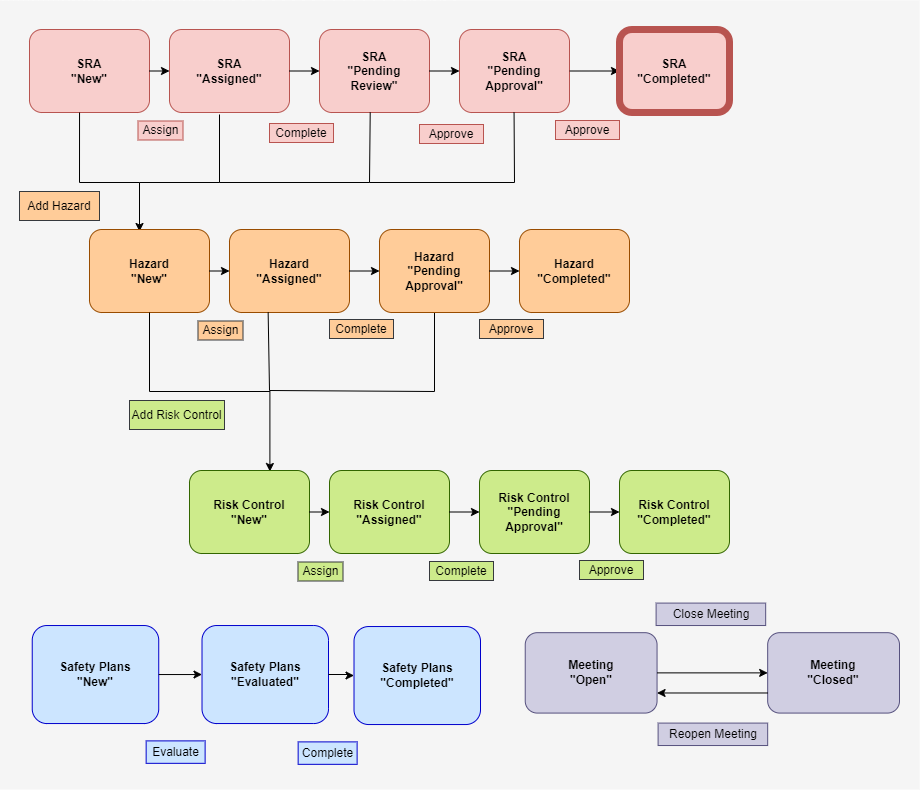 SRA
"New"
SRA
"Assigned"
SRA
"Pending
Review"
SRA
"Pending
Approval"
SRA
"Completed"
Assign
Complete
Approve
Approve
Add Hazard
Hazard
"New"
Hazard
"Assigned"
Hazard
"Pending
Approval"
Hazard
"Completed"
Assign
Complete
Approve
Add Risk Control
Risk Control
"New"
Risk Control
"Assigned"
Risk Control
"Pending
Approval"
Risk Control
"Completed"
Assign
Complete
Approve
Safety Plans
"New"
Safety Plans
"Evaluated"
Safety Plans
"Completed"
Evaluate
Complete
Close Meeting
Meeting
"Open"
Meeting
"Closed"
Reopen Meeting